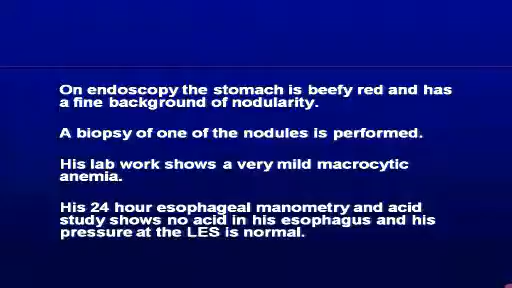 On endoscopy the stomach is beefy red and has
a fine background of nodularity.
A biopsy of one of the nodules is performed.
His lab work shows a very mild macrocytic
anemia.
His 24 hour esophageal manometry and acid
study shows no acid in his esophagus and his
pressure at the LES is normal.